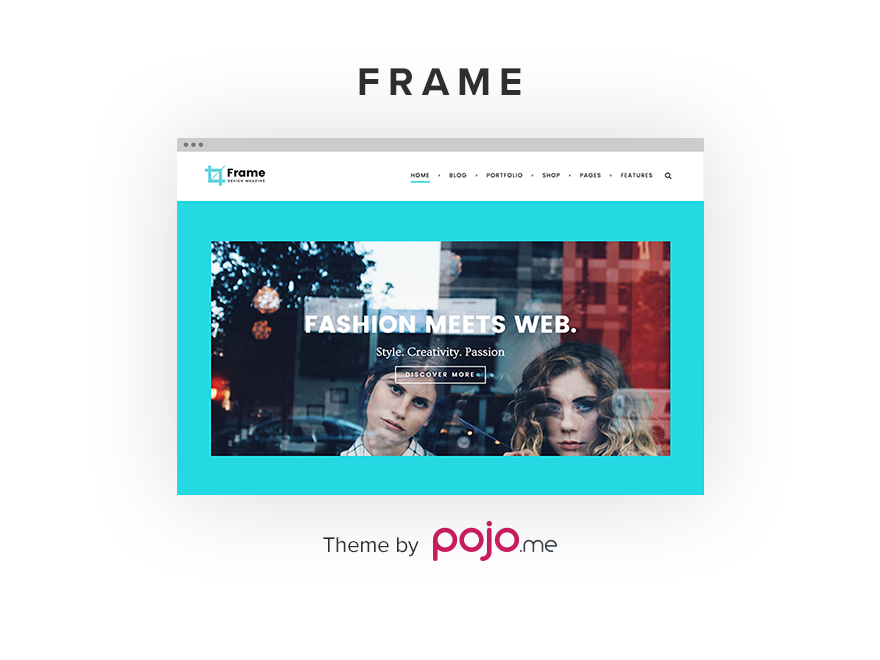 FRAME
Frame
DESIGN MGADZINE
HOME • BLOG • PORTFOLIO • SHOP • PAGES • FEATURES
FASHION MEETS WEB.
Style. Creativity. Passion
DISCOVER MORE
Theme by pojo.me